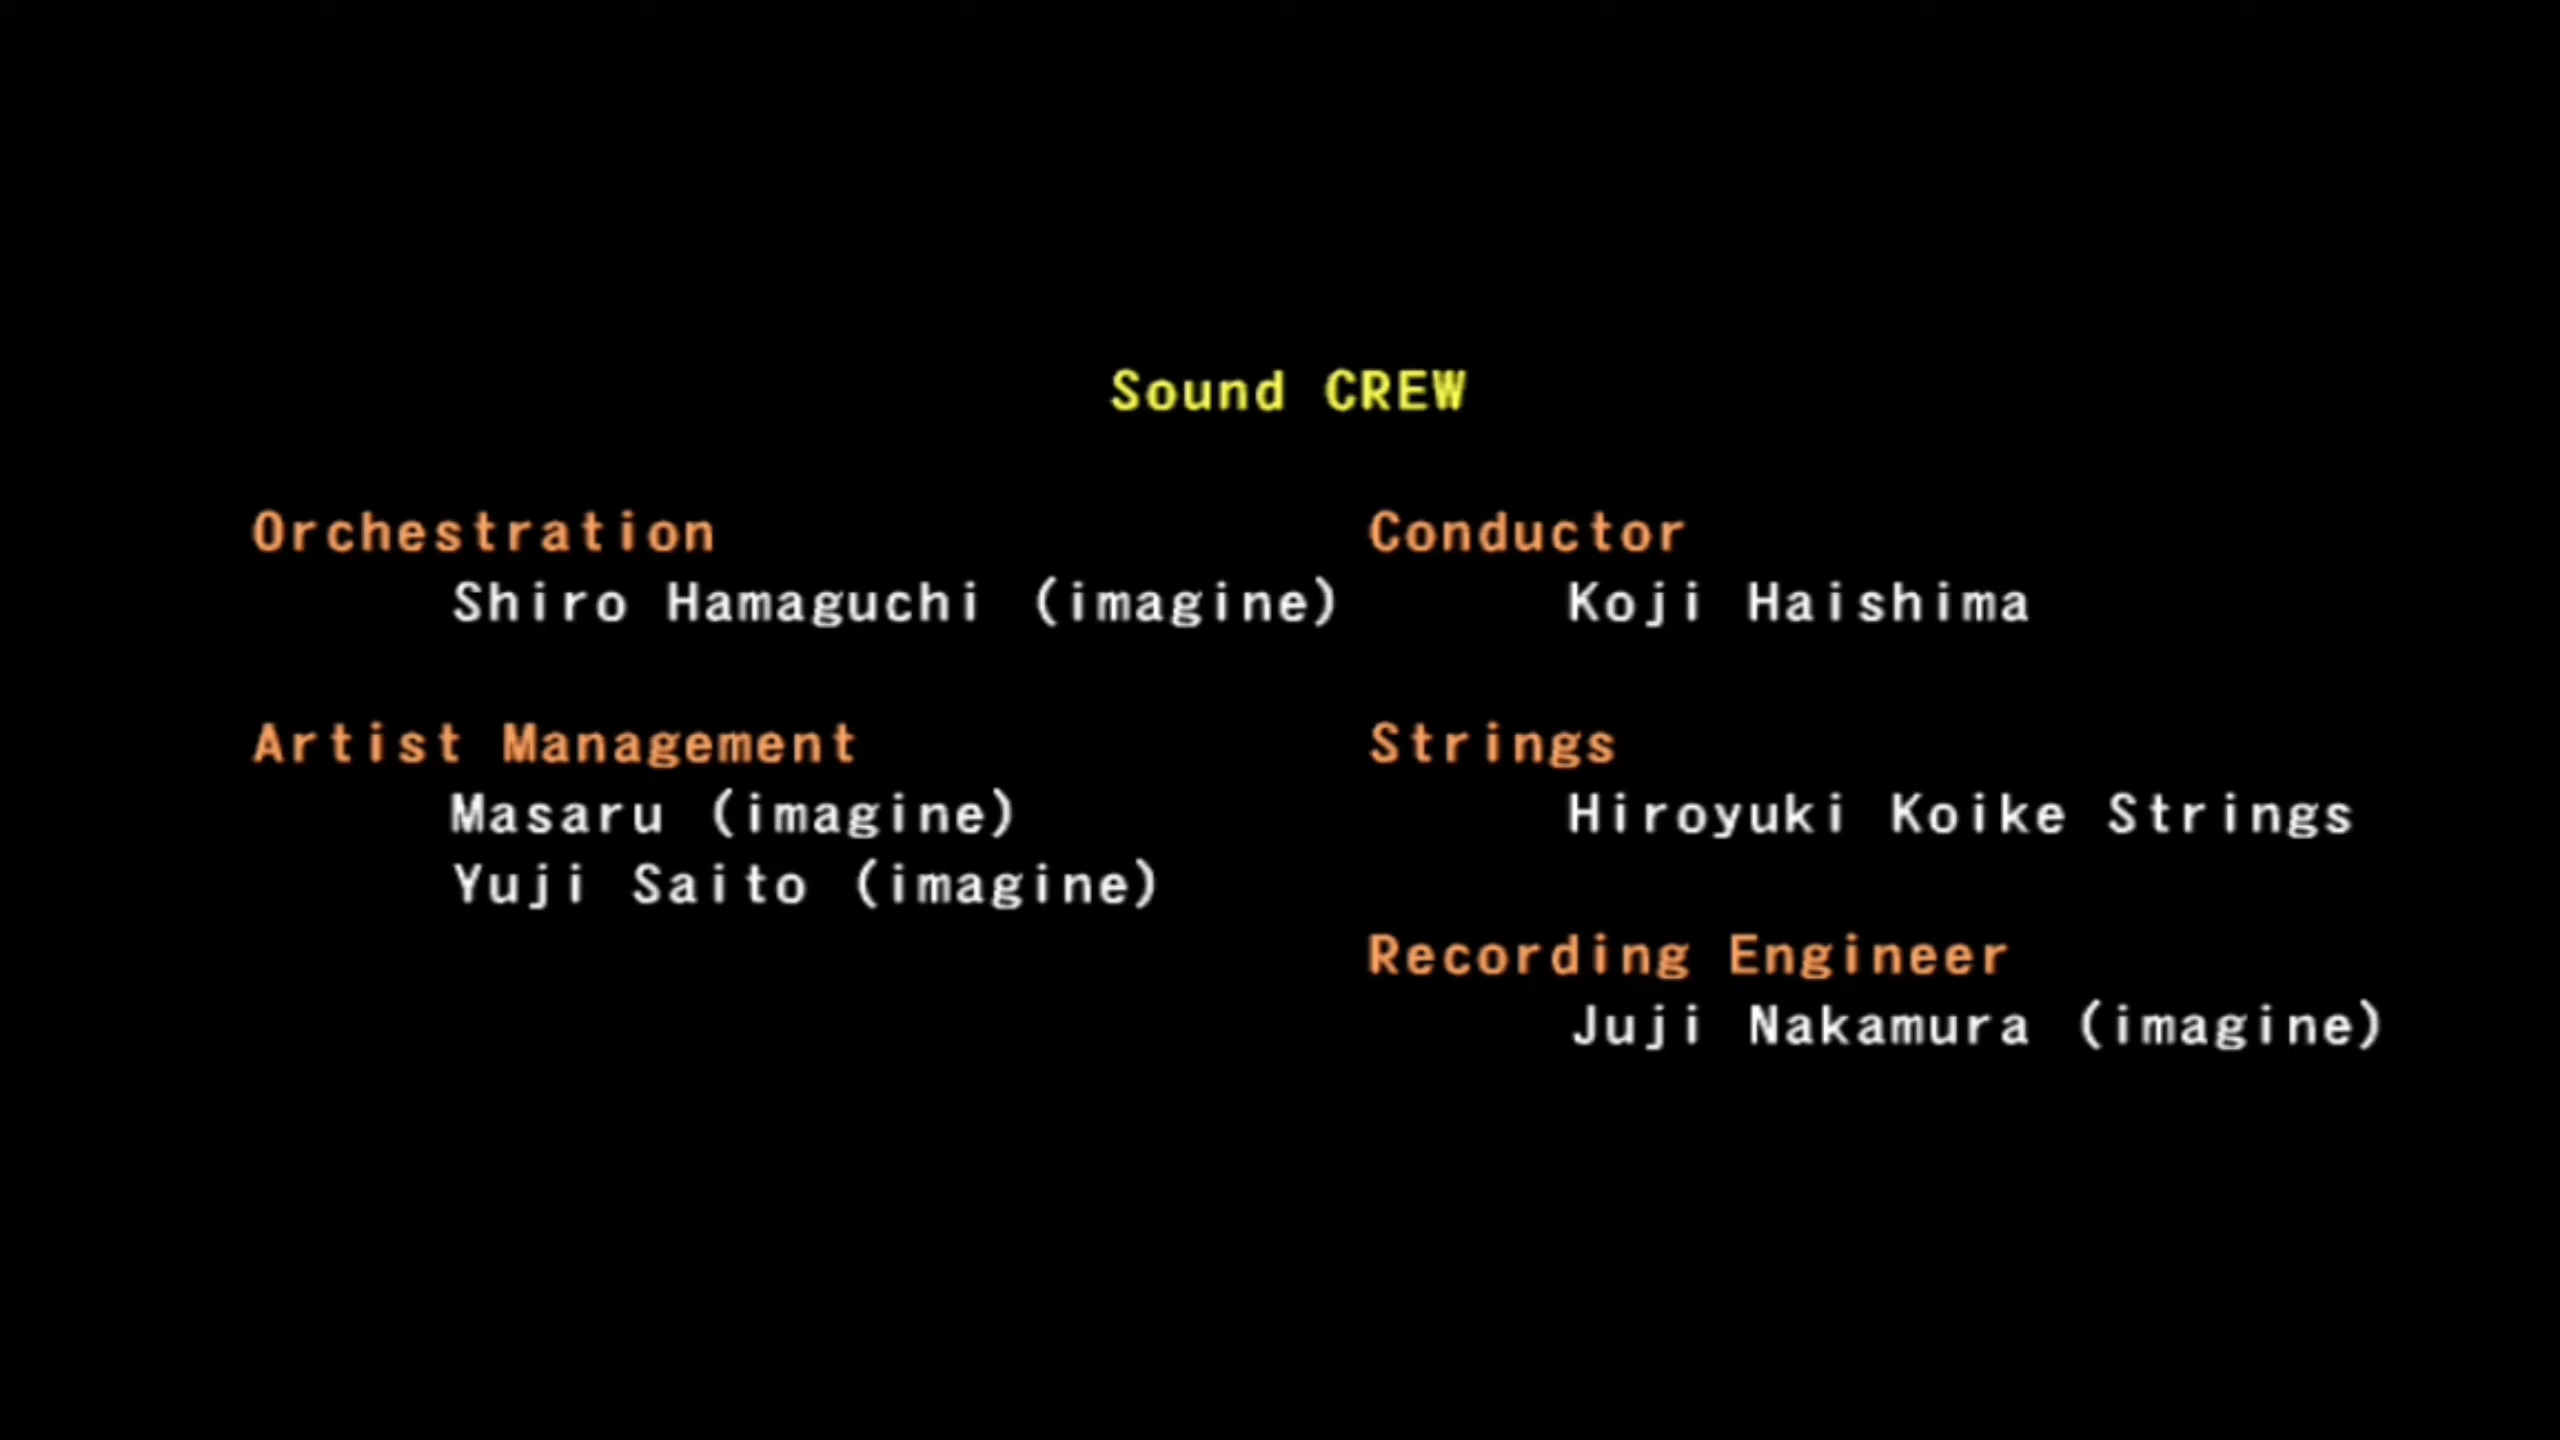 Sound CREW
Orchestration
Shiro Hamaguchi (imagine)
Artist Management
Masaru (imagine)
Yuji Saito (imagine)
Conductor
Koji Haishima
Strings
Hiroyuki Koike Strings
Recording Engineer
Juji Nakamura (imagine)